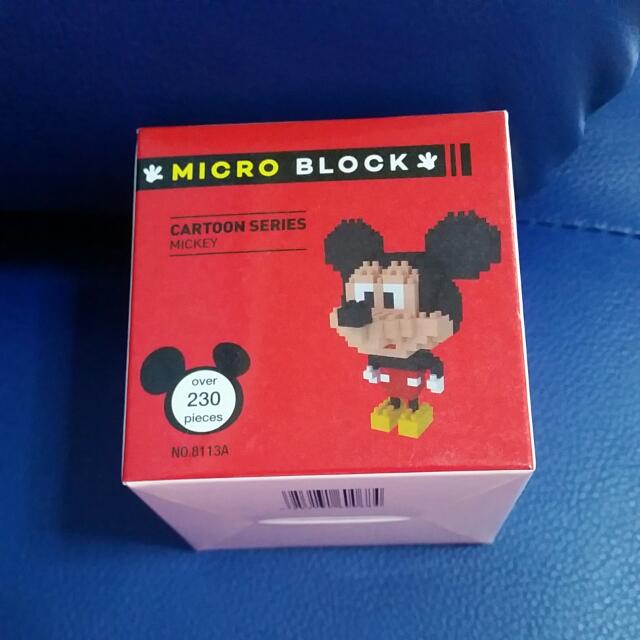 MICRO BLOCK
CARTOON SERIES
MICKEY
over
230
pieces
NO.8113A